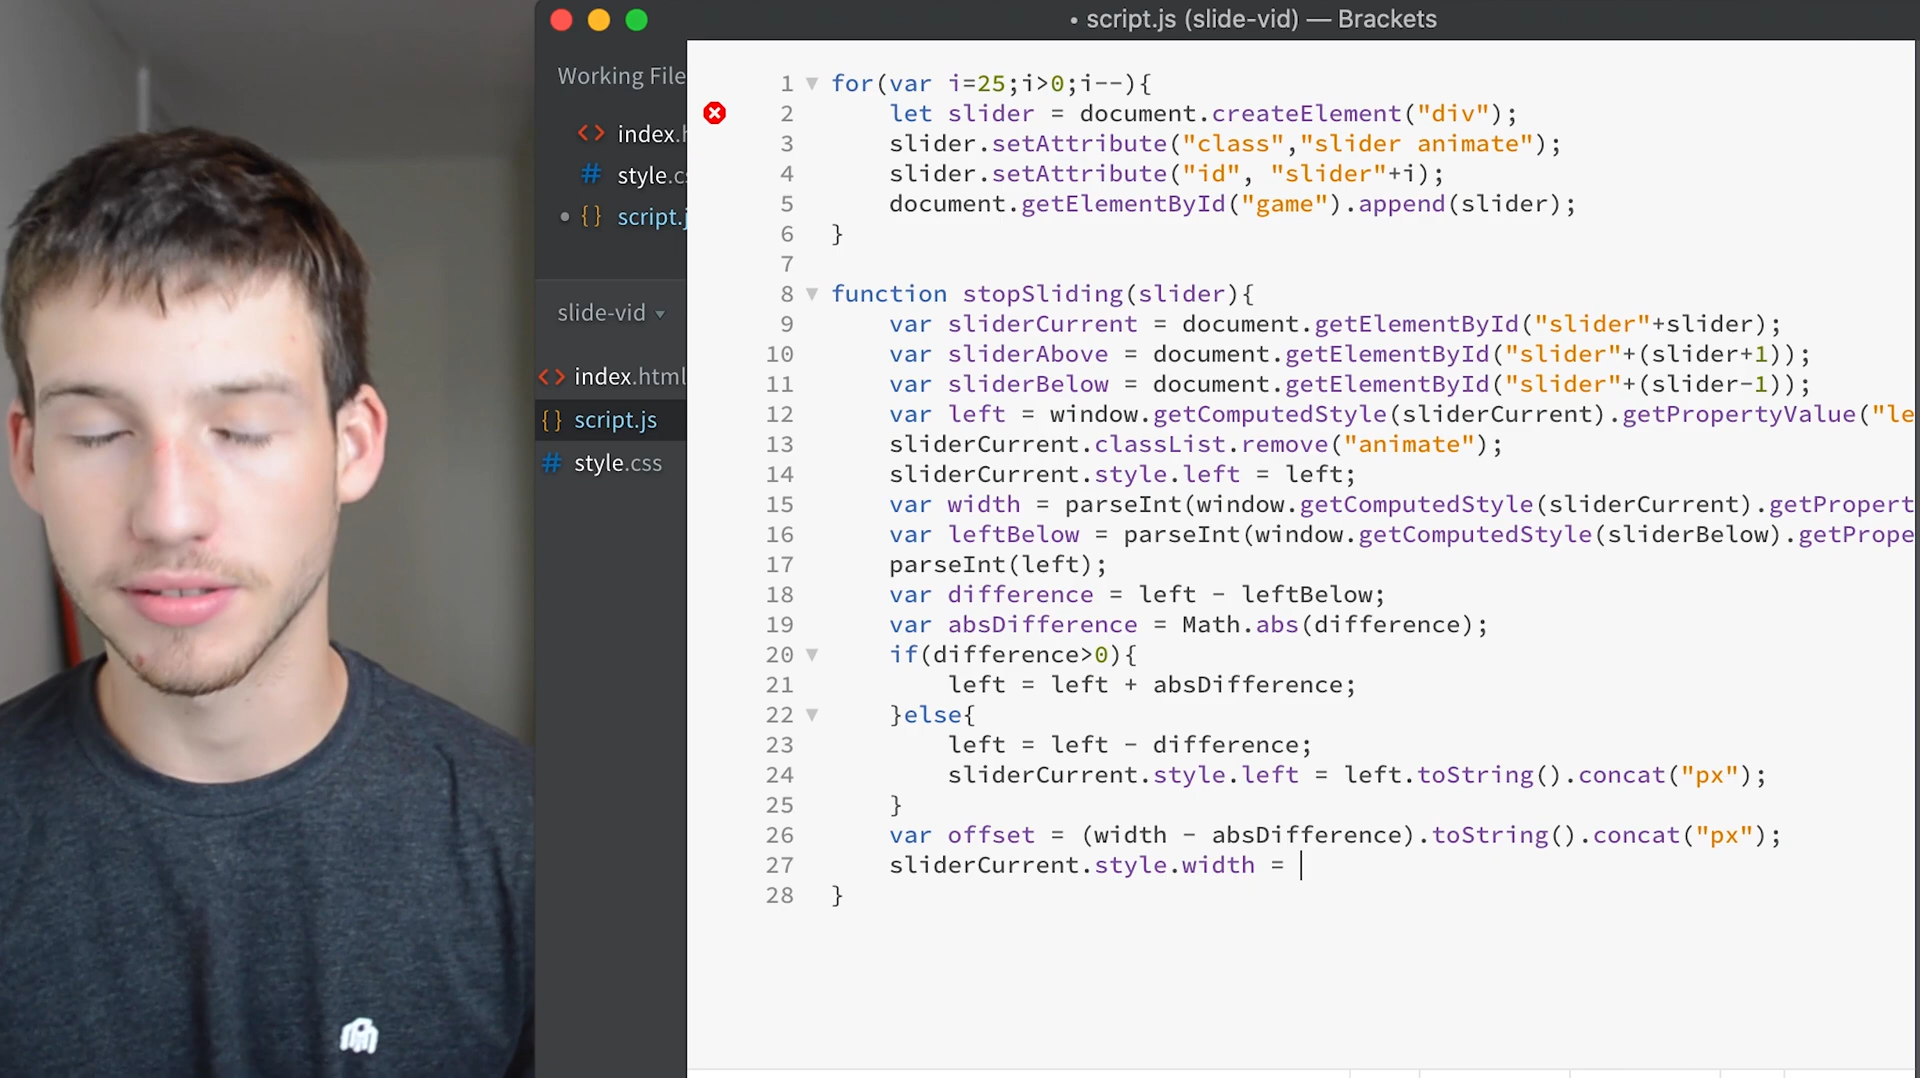 • script.js (slide-vid) — Brackets
Working File
index.h
style.cs
script.j
slide-vid
index.html
script.js
style.css
1 for(var i=25;i>0;i--){
2 let slider = document.createElement("div");
3 slider.setAttribute("class","slider animate");
4 slider.setAttribute("id", "slider"+i);
5 document.getElementById("game").append(slider);
6 }
7
8 function stopSliding(slider){
9 var sliderCurrent = document.getElementById("slider"+slider);
10 var sliderAbove = document.getElementById("slider"+(slider+1));
11 var sliderBelow = document.getElementById("slider"+(slider-1));
12 var left = window.getComputedStyle(sliderCurrent).getPropertyValue("le
13 sliderCurrent.classList.remove("animate");
14 sliderCurrent.style.left = left;
15 var width = parseInt(window.getComputedStyle(sliderCurrent).getPropert
16 var leftBelow = parseInt(window.getComputedStyle(sliderBelow).getPrope
17 parseInt(left);
18 var difference = left - leftBelow;
19 var absDifference = Math.abs(difference);
20 if(difference>0){
21 left = left + absDifference;
22 }else{
23 left = left - difference;
24 sliderCurrent.style.left = left.toString().concat("px");
25 }
26 var offset = (width - absDifference).toString().concat("px");
27 sliderCurrent.style.width =
28 }